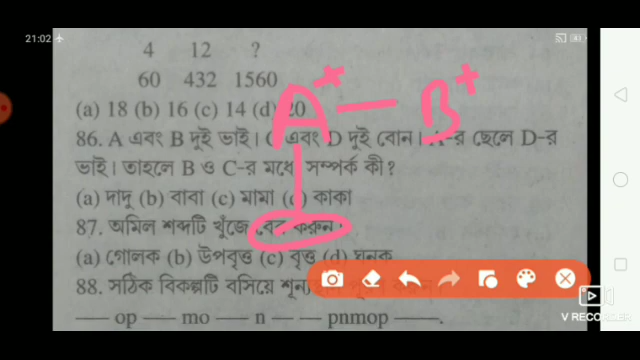 21:02
4 12 ?
60 432 1560
(a) 18 (b) 16 (c) 14 (d) 20
A+ — B+
86. A এবং B দুই ভাই। C এবং D দুই বোন। A-র ছেলে D-র
ভাই। তাহলে B ও C-র মধ্যে সম্পর্ক কী?
(a) দাদু (b) বাবা (c) মামা (d) কাকা
87. অমিল শব্দটি খুঁজে বের করুন।
(a) গোলক (b) উপবৃত্ত (c) বৃত্ত (d) ঘনক
88. সঠিক বিকল্পটি বসিয়ে
op mo n pnmop
V RECORDER